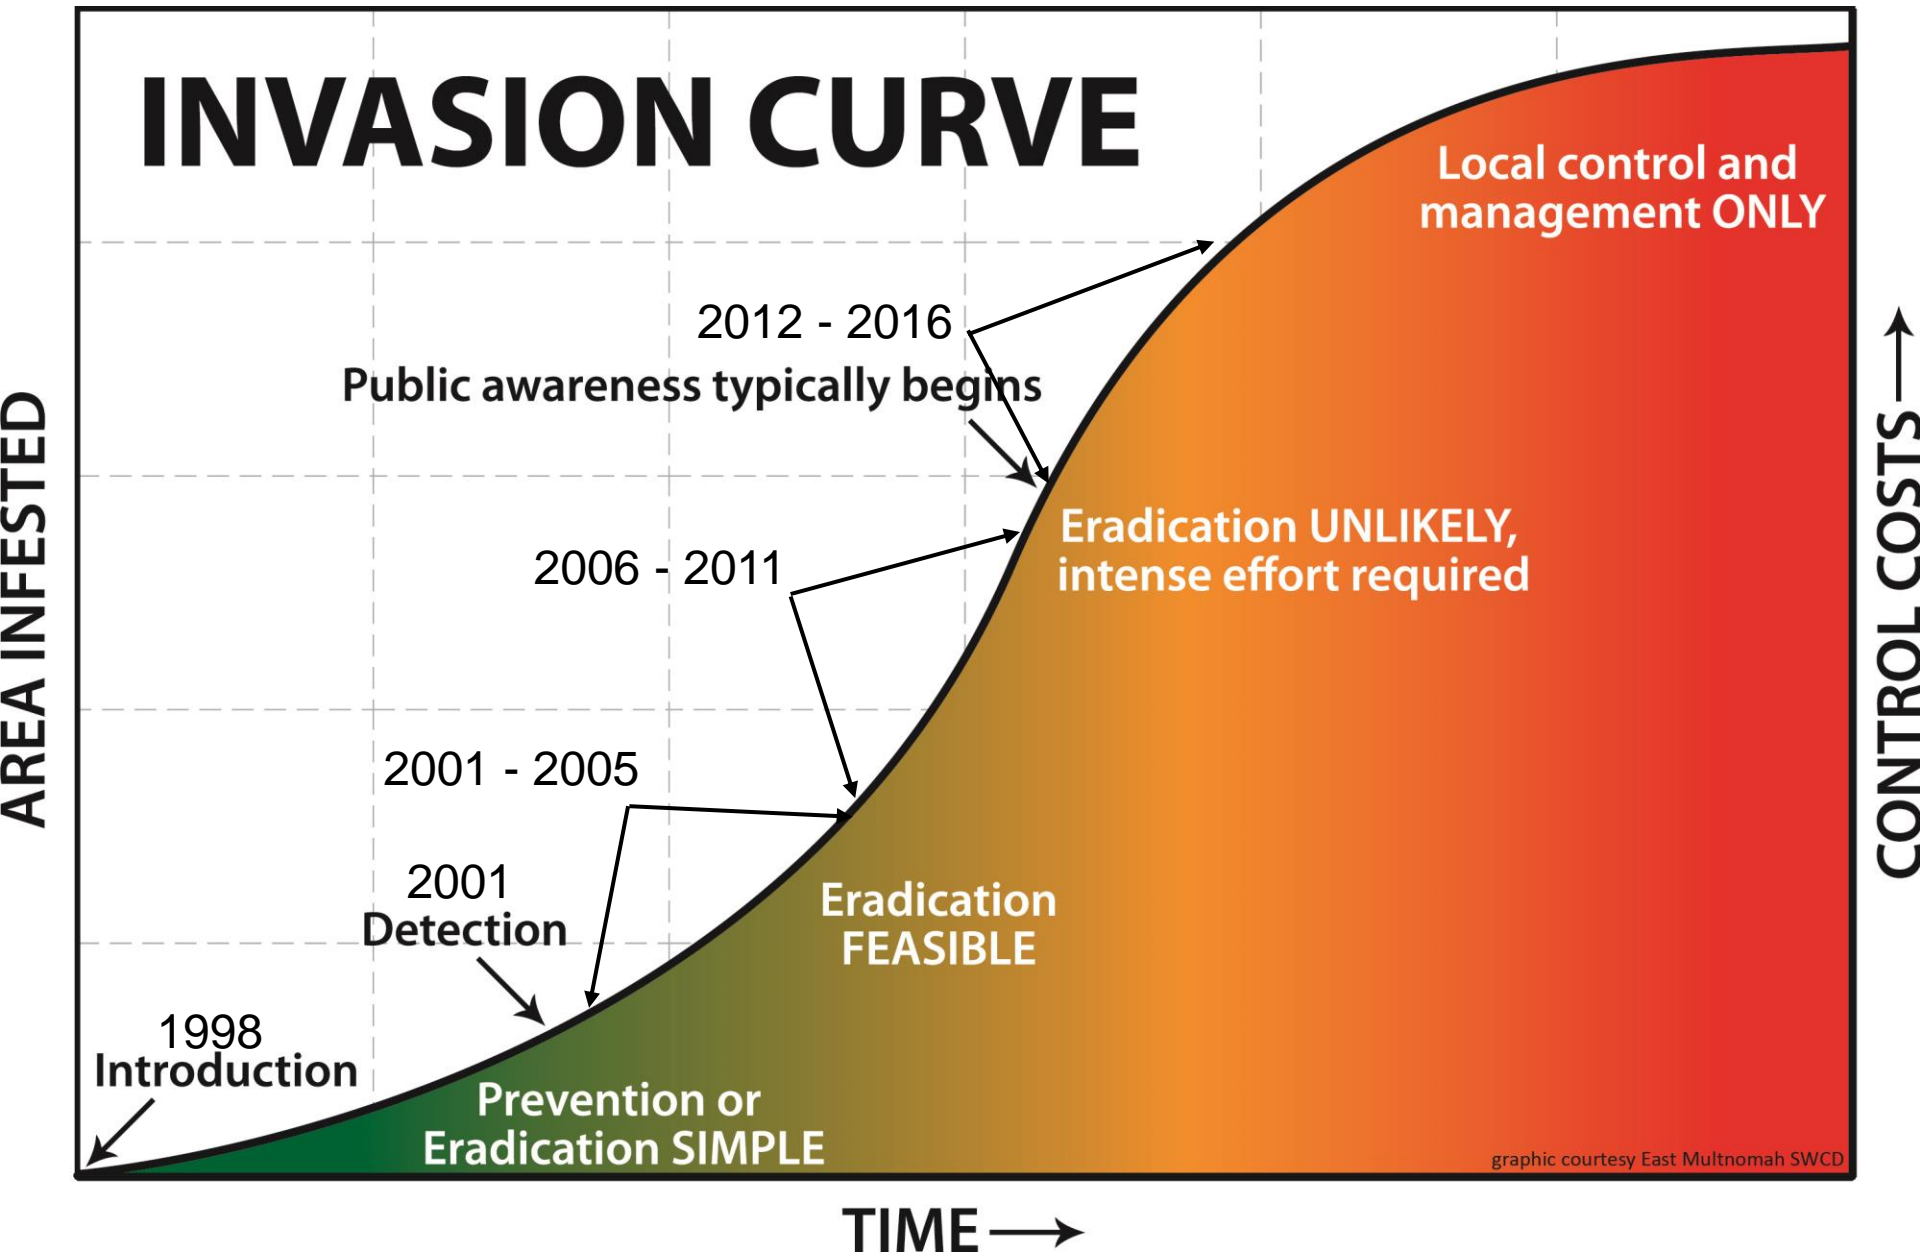 INVASION CURVE
Local control and
management ONLY
2012 - 2016
Public awareness typically begins
Eradication UNLIKELY,
intense effort required
2006 - 2011
2001 - 2005
2001
Detection
Eradication
FEASIBLE
1998
Introduction
Prevention or
Eradication SIMPLE
graphic courtesy East Multnomah SWCD
AREA INFESTED
CONTROL COSTS
TIME